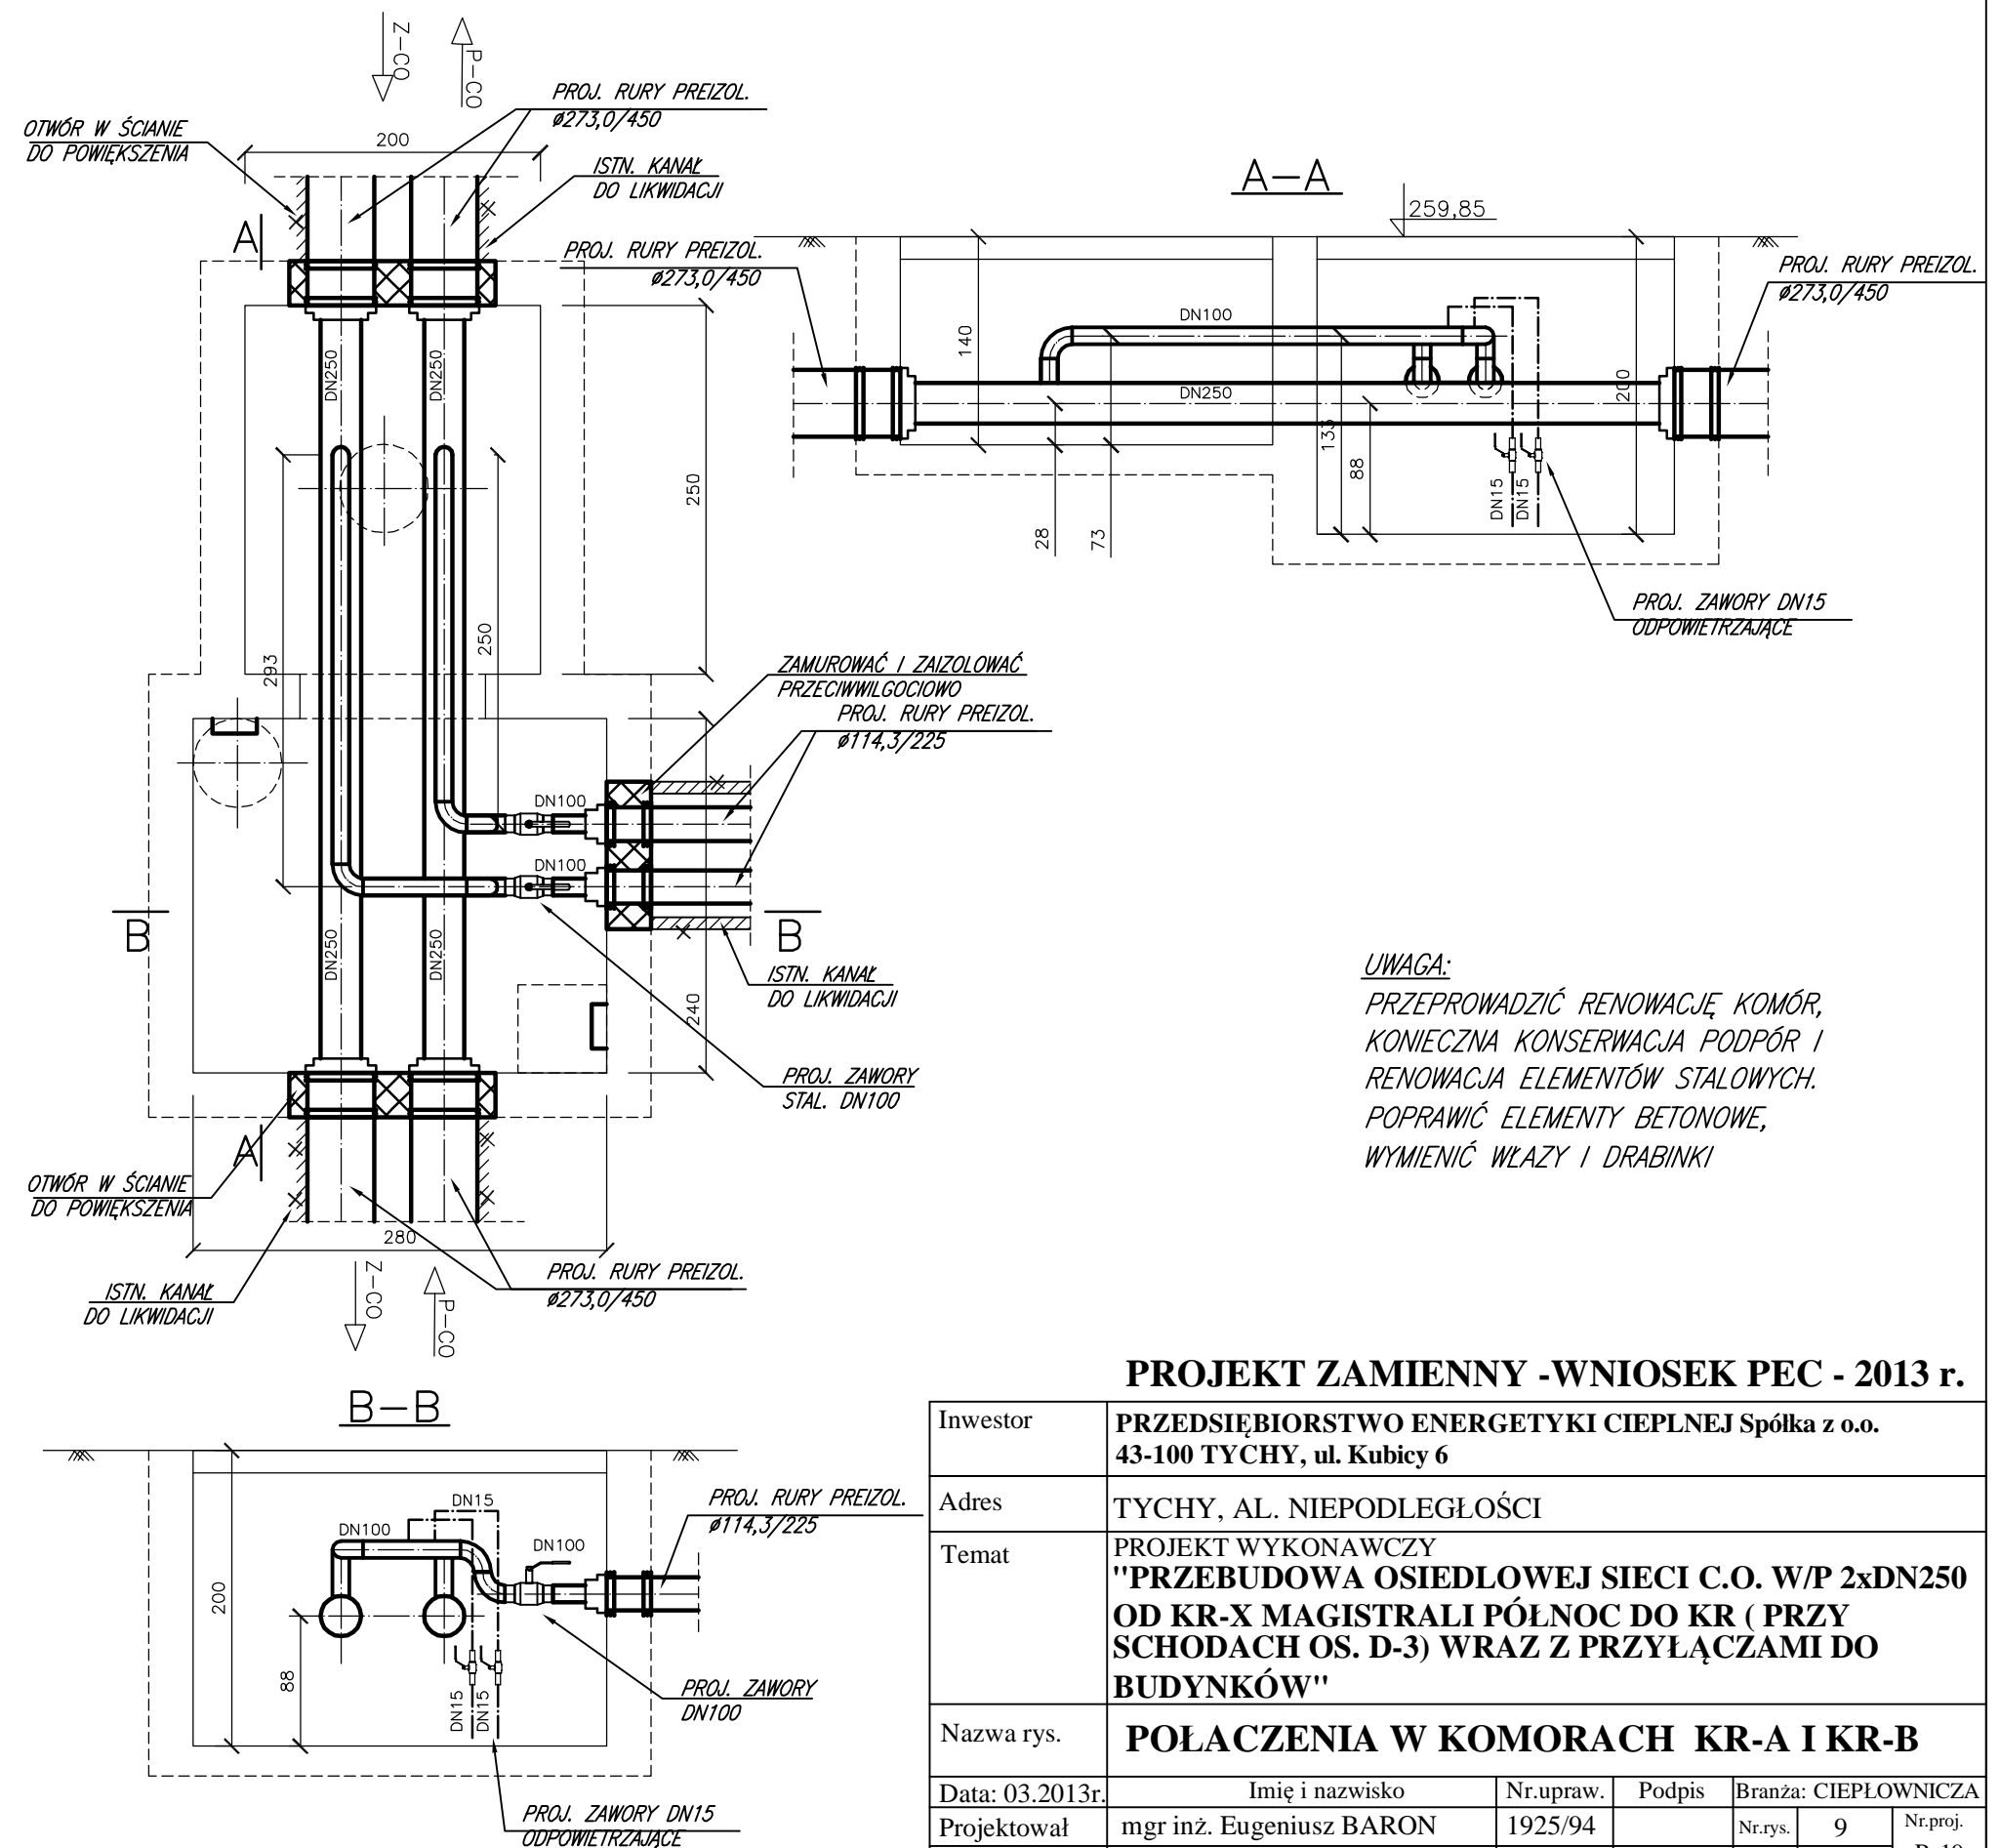 Z-CO
P-CO
PROJ. RURY PREIZOL.
ø273,0/450
OTWÓR W ŚCIANIE
DO POWIĘKSZENIA
200
ISTN. KANAŁ
DO LIKWIDACJI
A
DN250
DN250
250
293
250
ZAMUROWAĆ I ZAIZOLOWAĆ
PRZECIWWILGOCIOWO
PROJ. RURY PREIZOL.
ø114,3/225
DN100
DN100
B
B
DN250
DN250
ISTN. KANAŁ
DO LIKWIDACJI
240
PROJ. ZAWORY
STAL. DN100
A
OTWÓR W ŚCIANIE
DO POWIĘKSZENIA
280
ISTN. KANAŁ
DO LIKWIDACJI
Z-CO
P-CO
PROJ. RURY PREIZOL.
ø273,0/450
A-A
259,85
PROJ. RURY PREIZOL.
ø273,0/450
PROJ. RURY PREIZOL.
ø273,0/450
DN100
140
DN250
200
133
88
28
73
DN15
DN15
PROJ. ZAWORY DN15
ODPOWIETRZAJĄCE
UWAGA:
PRZEPROWADZIĆ RENOWACJĘ KOMÓR,
KONIECZNA KONSERWACJA PODPÓR I
RENOWACJA ELEMENTÓW STALOWYCH.
POPRAWIĆ ELEMENTY BETONOWE,
WYMIENIĆ WŁAZY I DRABINKI
B-B
DN15
DN100
DN100
PROJ. RURY PREIZOL.
ø114,3/225
200
88
DN15
DN15
PROJ. ZAWORY
DN100
PROJ. ZAWORY DN15
ODPOWIETRZAJĄCE
PROJEKT ZAMIENNY -WNIOSEK PEC - 2013 r.
Inwestor
PRZEDSIĘBIORSTWO ENERGETYKI CIEPLNEJ Spółka z o.o.
43-100 TYCHY, ul. Kubicy 6
Adres
TYCHY, AL. NIEPODLEGŁOŚCI
Temat
PROJEKT WYKONAWCZY
"PRZEBUDOWA OSIEDLOWEJ SIECI C.O. W/P 2xDN250
OD KR-X MAGISTRALI PÓŁNOC DO KR ( PRZY
SCHODACH OS. D-3) WRAZ Z PRZYŁĄCZAMI DO
BUDYNKÓW"
Nazwa rys.
POŁACZENIA W KOMORACH KR-A I KR-B
Data: 03.2013r. Imię i nazwisko Nr.upraw. Podpis Branża: CIEPŁOWNICZA
Projektował mgr inż. Eugeniusz BARON 1925/94 Nr.rys. 9 Nr.proj.